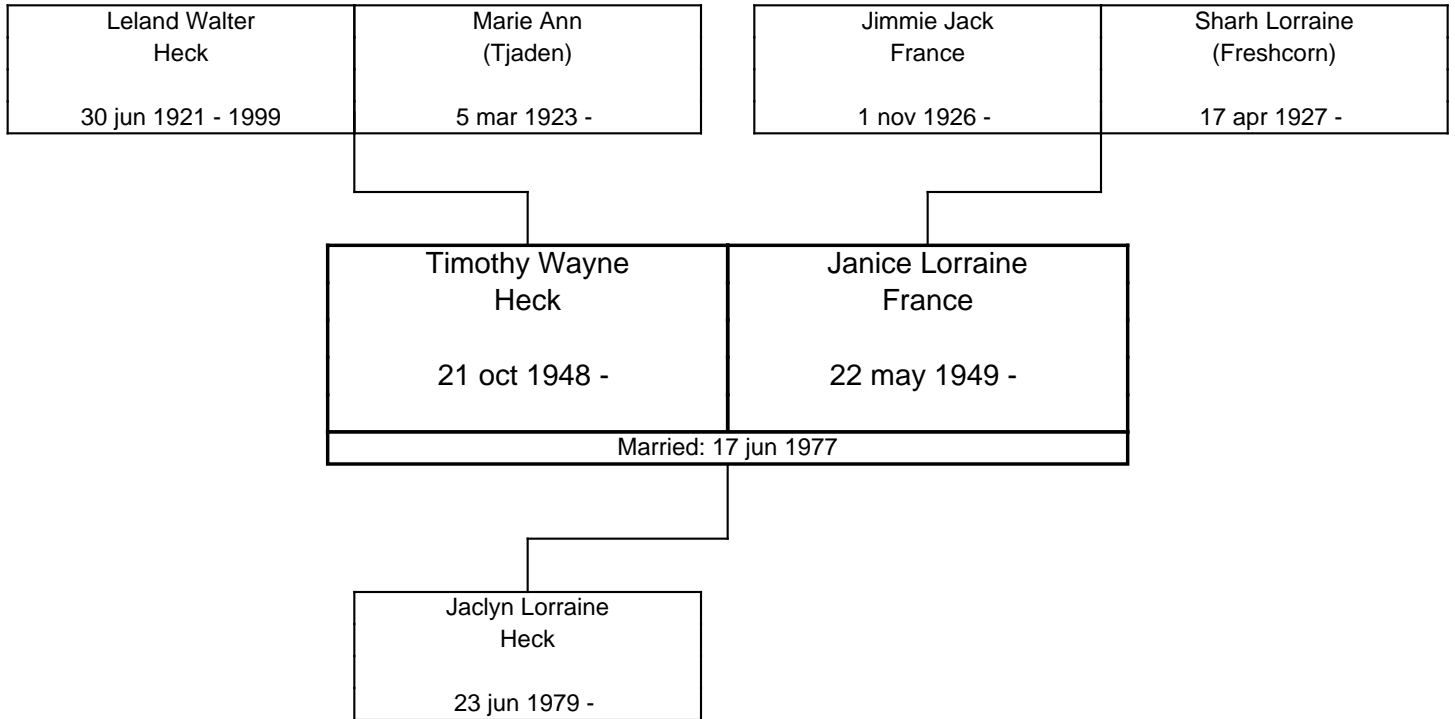 Leland Walter
Heck
30 jun 1921 - 1999
Marie Ann
(Tjaden)
5 mar 1923 -
Jimmie Jack
France
1 nov 1926 -
Sharh Lorraine
(Freshcorn)
17 apr 1927 -
Timothy Wayne
Heck
21 oct 1948 -
Janice Lorraine
France
22 may 1949 -
Married: 17 jun 1977
Jaclyn Lorraine
Heck
23 jun 1979 -